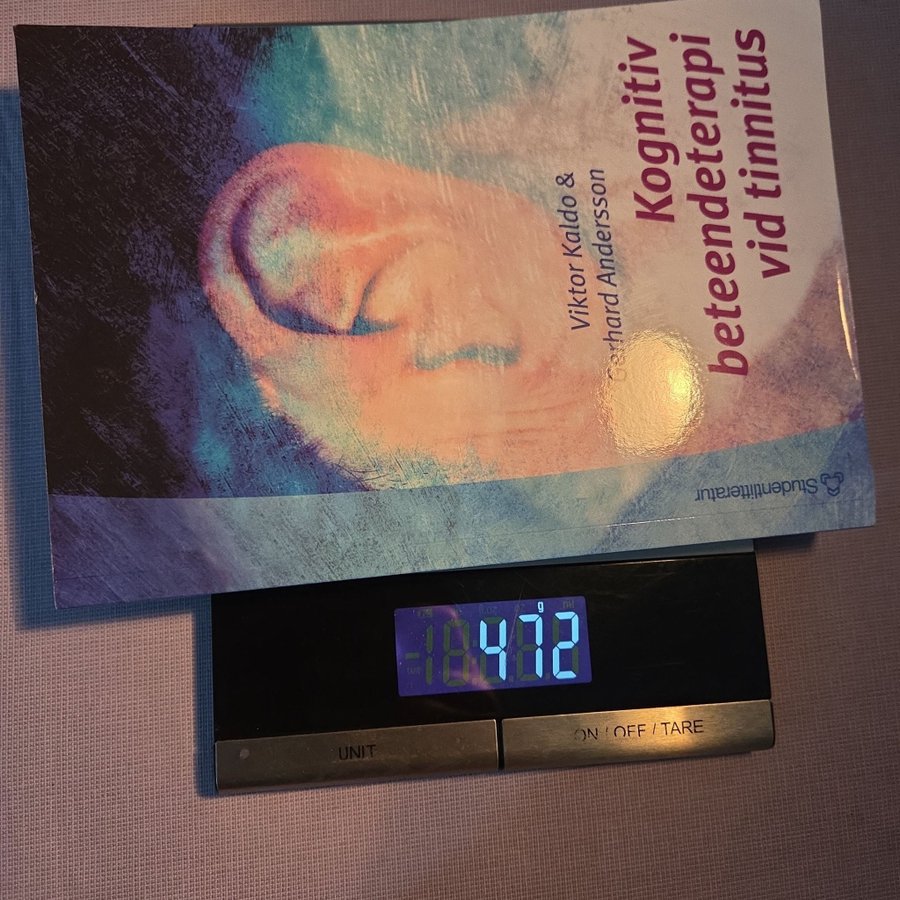 Kognitiv
beteendeterapi
vid tinnitus
Viktor Kaldo &
Gerhard Andersson
Studentlitteratur
g
472
UNIT
ON / OFF / TARE